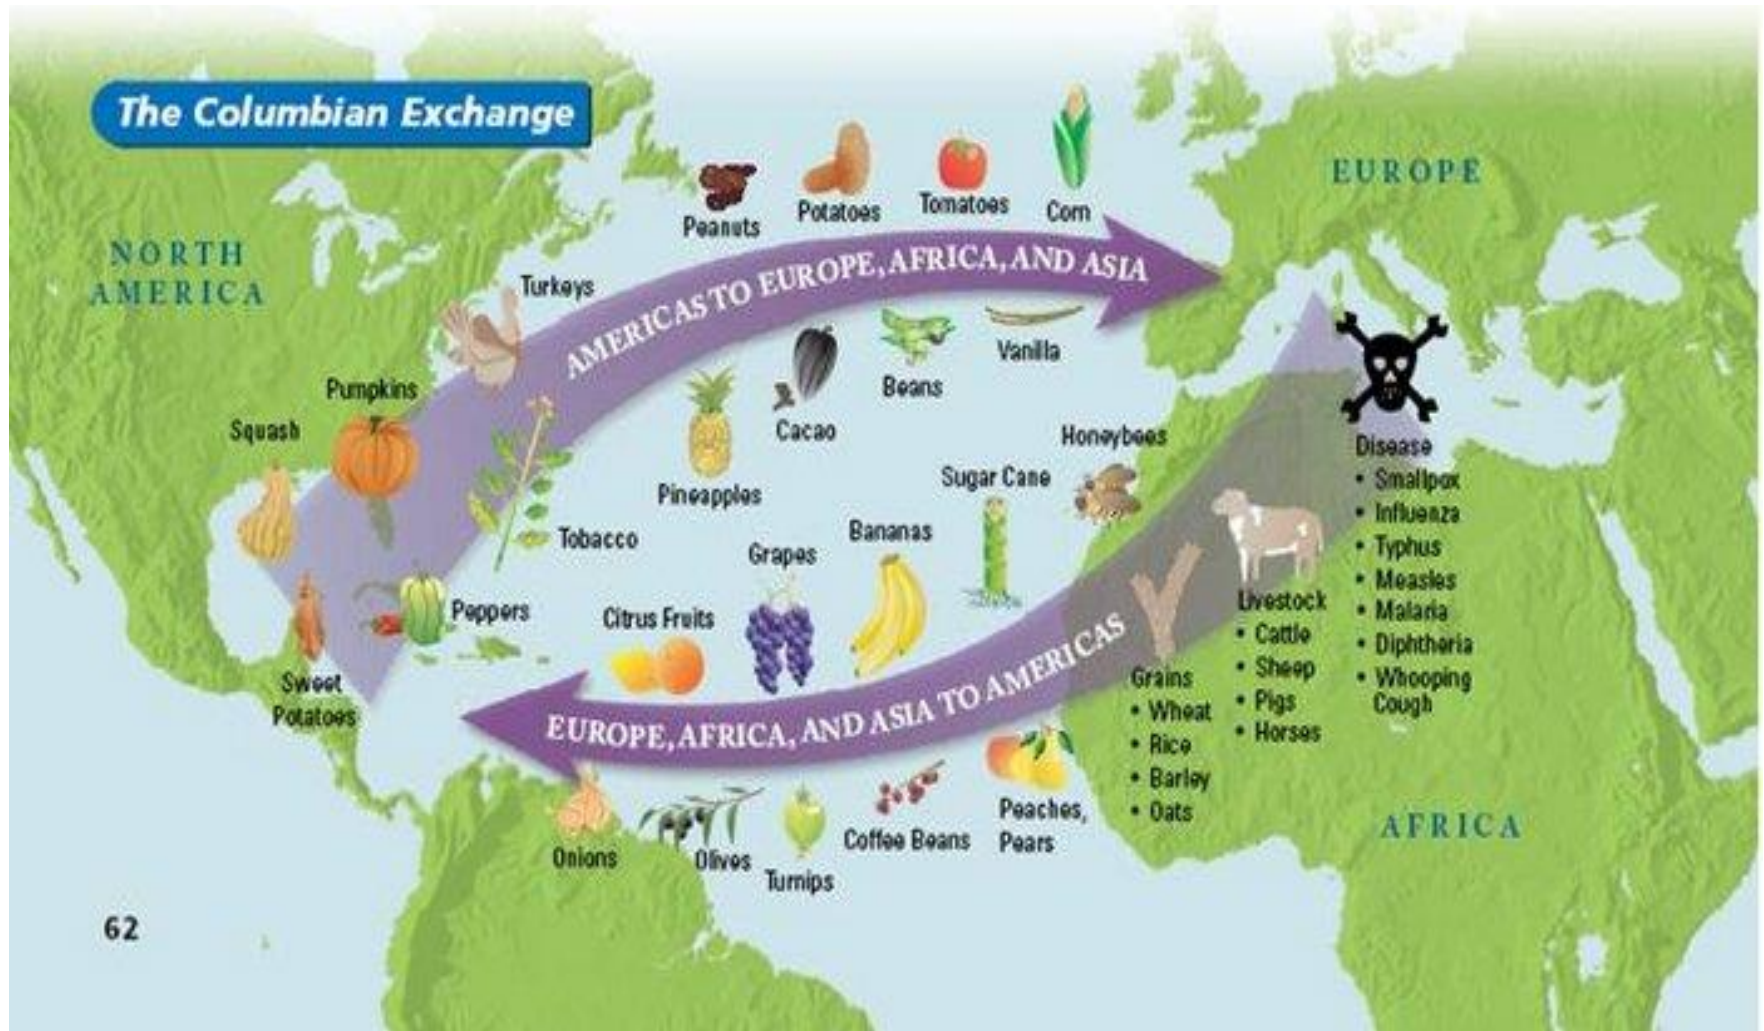 The Columbian Exchange
NORTH
AMERICA
EUROPE
AFRICA
Peanuts
Potatoes
Tomatoes
Corn
AMERICAS TO EUROPE, AFRICA, AND ASIA
Turkeys
Pumpkins
Squash
Tobacco
Peppers
Sweet
Potatoes
Pineapples
Cacao
Beans
Vanilla
Honeybees
Sugar Cane
Bananas
Grapes
Citrus Fruits
EUROPE, AFRICA, AND ASIA TO AMERICAS
Onions
Olives
Turnips
Coffee Beans
Peaches,
Pears
Grains
• Wheat
• Rice
• Barley
• Oats
Livestock
• Cattle
• Sheep
• Pigs
• Horses
Disease
• Smallpox
• Influenza
• Typhus
• Measles
• Malaria
• Diphtheria
• Whooping
Cough
62